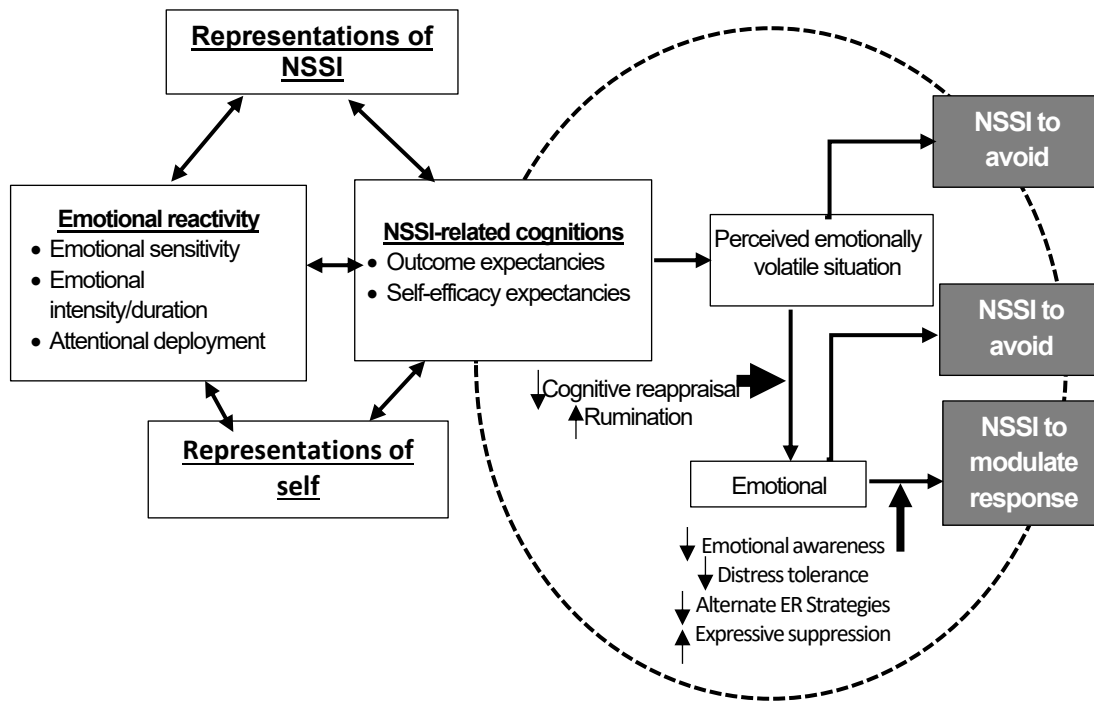 Representations of
NSSI
Emotional reactivity
• Emotional sensitivity
• Emotional
intensity/duration
• Attentional deployment
NSSI-related cognitions
• Outcome expectancies
• Self-efficacy expectancies
Representations of
self
Perceived emotionally
volatile situation
NSSI to
avoid
NSSI to
avoid
↓Cognitive reappraisal
↑Rumination
Emotional
NSSI to
modulate
response
↓ Emotional awareness
↓ Distress tolerance
↓ Alternate ER Strategies
↑ Expressive suppression